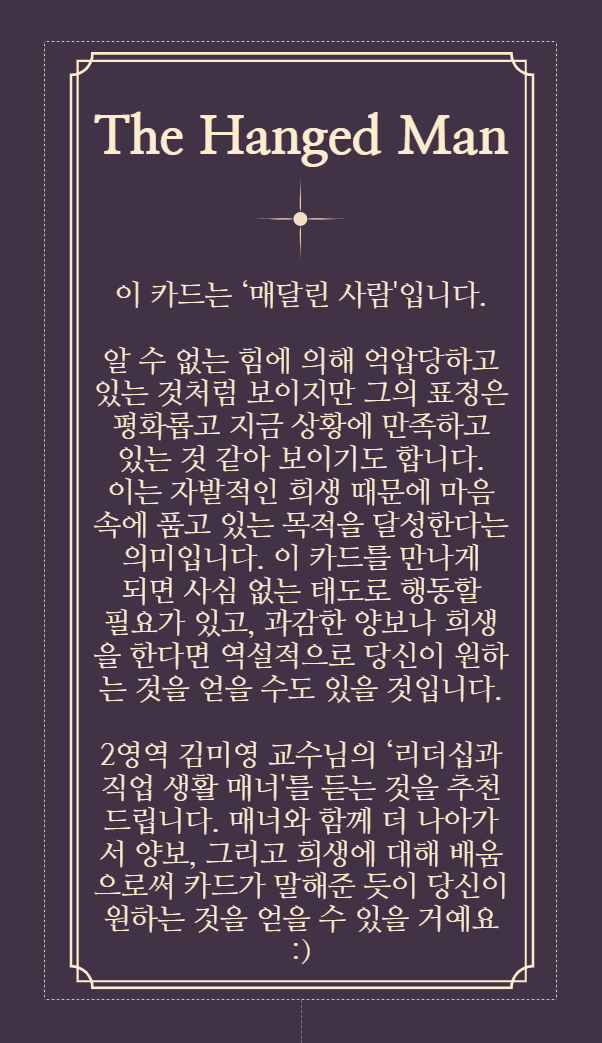 The Hanged Man
이 카드는 ‘매달린 사람'입니다.
알 수 없는 힘에 의해 억압당하고
있는 것처럼 보이지만 그의 표정은
평화롭고 지금 상황에 만족하고
있는 것 같아 보이기도 합니다.
이는 자발적인 희생 때문에 마음
속에 품고 있는 목적을 달성한다는
의미입니다. 이 카드를 만나게
되면 사심 없는 태도로 행동할
필요가 있고, 과감한 양보나 희생
을 한다면 역설적으로 당신이 원하
는 것을 얻을 수도 있을 것입니다.
2영역 김미영 교수님의 ‘리더십과
직업 생활 매너'를 듣는 것을 추천
드립니다. 매너와 함께 더 나아가
서 양보, 그리고 희생에 대해 배움
으로써 카드가 말해준 듯이 당신이
원하는 것을 얻을 수 있을 거예요
:)